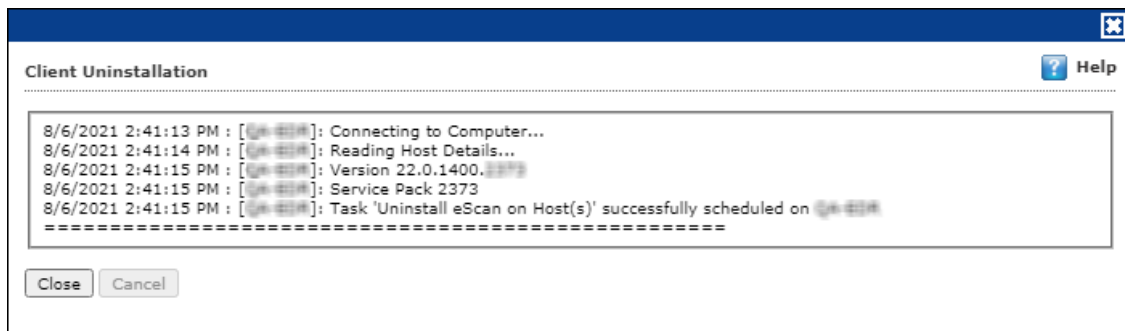 Client Uninstallation
? Help
8/6/2021 2:41:13 PM : []: Connecting to Computer...
8/6/2021 2:41:14 PM : []: Reading Host Details...
8/6/2021 2:41:15 PM : []: Version 22.0.1400.
8/6/2021 2:41:15 PM : []: Service Pack 2373
8/6/2021 2:41:15 PM : []: Task 'Uninstall eScan on Host(s)' successfully scheduled on
====================================================
Close Cancel